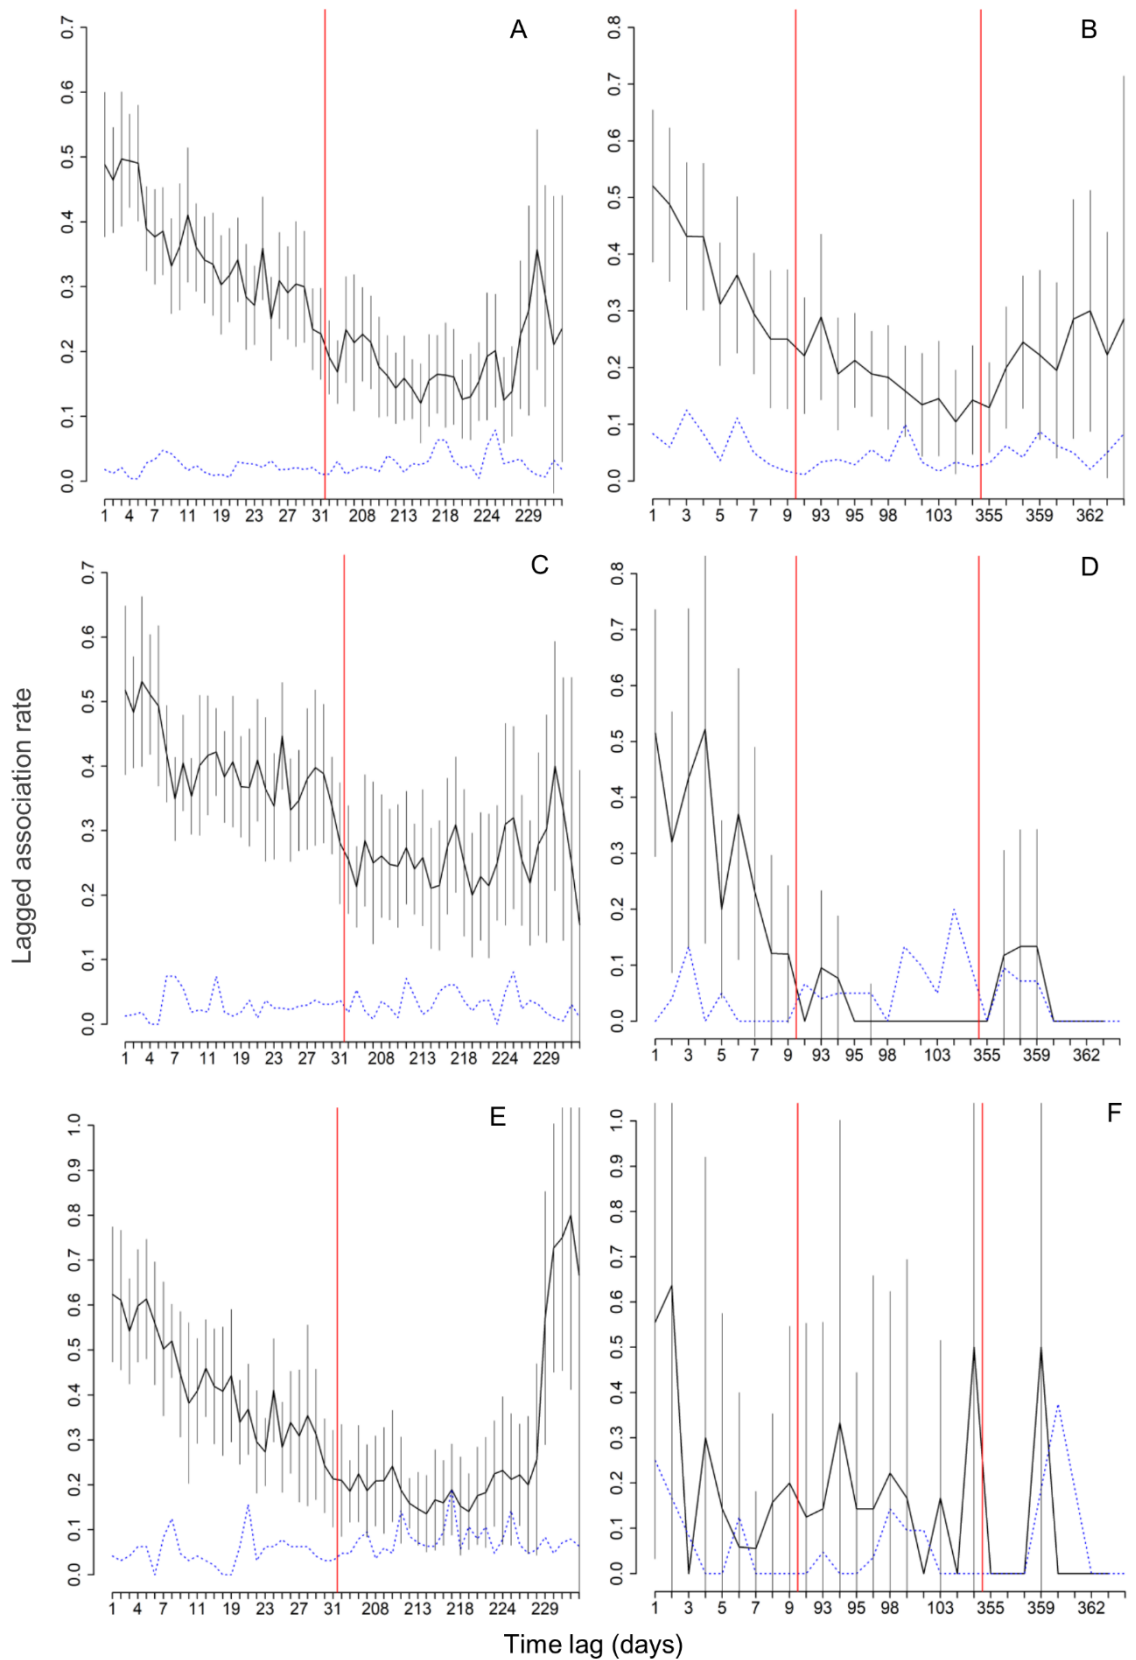 A
0.0 0.1 0.2 0.3 0.4 0.5 0.6 0.7
1 4 7 11 19 23 27 31 208 213 218 224 229
B
0.0 0.1 0.2 0.3 0.4 0.5 0.6 0.7 0.8
1 3 5 7 9 93 95 98 103 355 359 362
C
0.0 0.1 0.2 0.3 0.4 0.5 0.6 0.7
1 4 7 11 19 23 27 31 208 213 218 224 229
D
0.0 0.1 0.2 0.3 0.4 0.5 0.6 0.7 0.8
1 3 5 7 9 93 95 98 103 355 359 362
Lagged association rate
E
0.0 0.1 0.2 0.3 0.4 0.5 0.6 0.7 0.8 0.9 1.0
1 4 7 11 19 23 27 31 208 213 218 224 229
F
0.0 0.1 0.2 0.3 0.4 0.5 0.6 0.7 0.8 0.9 1.0
1 3 5 7 9 93 95 98 103 355 359 362
Time lag (days)